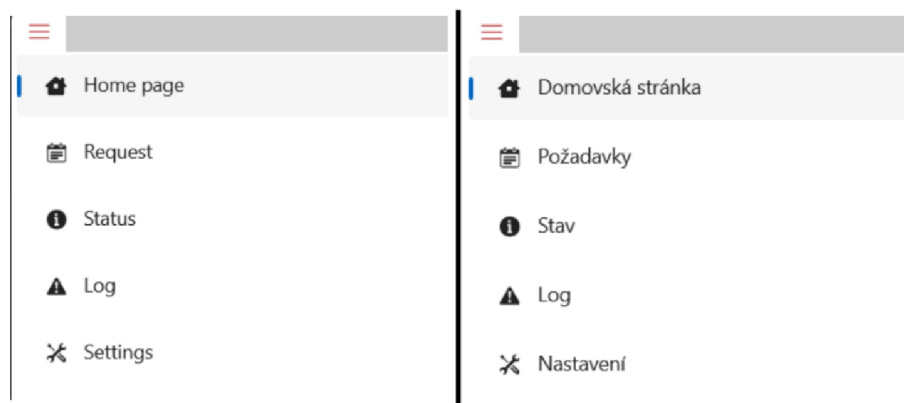 Home page
Request
Status
Log
Settings
Domovská stránka
Požadavky
Stav
Log
Nastavení